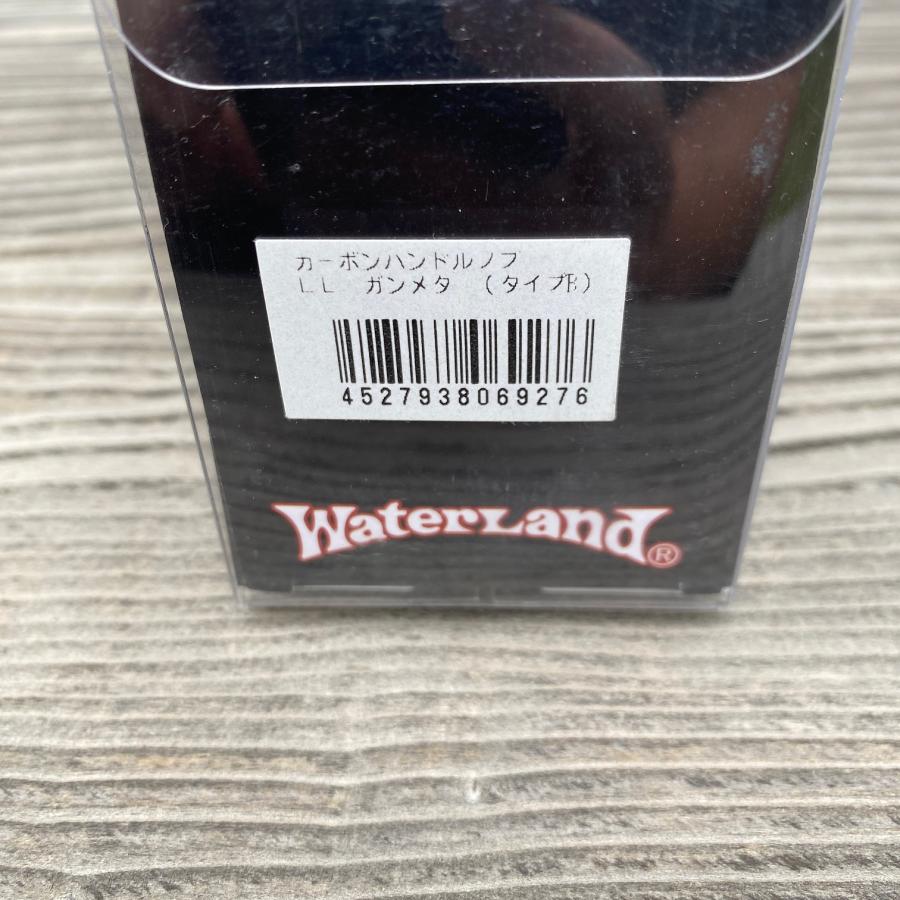 カーボンハンドルノブ
LL ガンメタ (タイプB)
4527938069276
WaterLand®